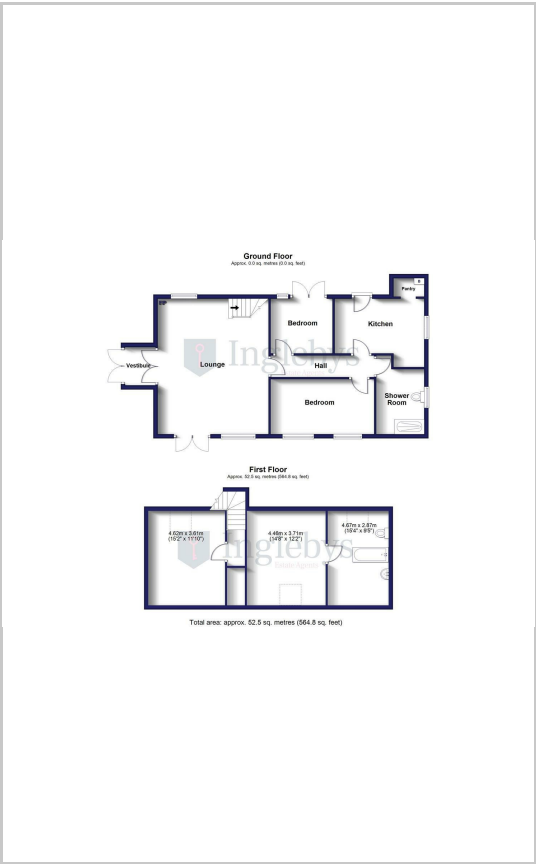 Ground Floor
Approx. 0.0 sq. metres (0.0 sq. feet)
Pantry
Bedroom
Kitchen
Vestibule
Lounge
Hall
Inglebys
Bedroom
Shower
Room
First Floor
Approx. 52.5 sq. metres (564.8 sq. feet)
4.62m x 3.61m
(15'2" x 11'10")
4.46m x 3.71m
(14'8" x 12'2")
4.67m x 2.87m
(15'4" x 9'5")
Inglebys
Estate Agents
Total area: approx. 52.5 sq. metres (564.8 sq. feet)